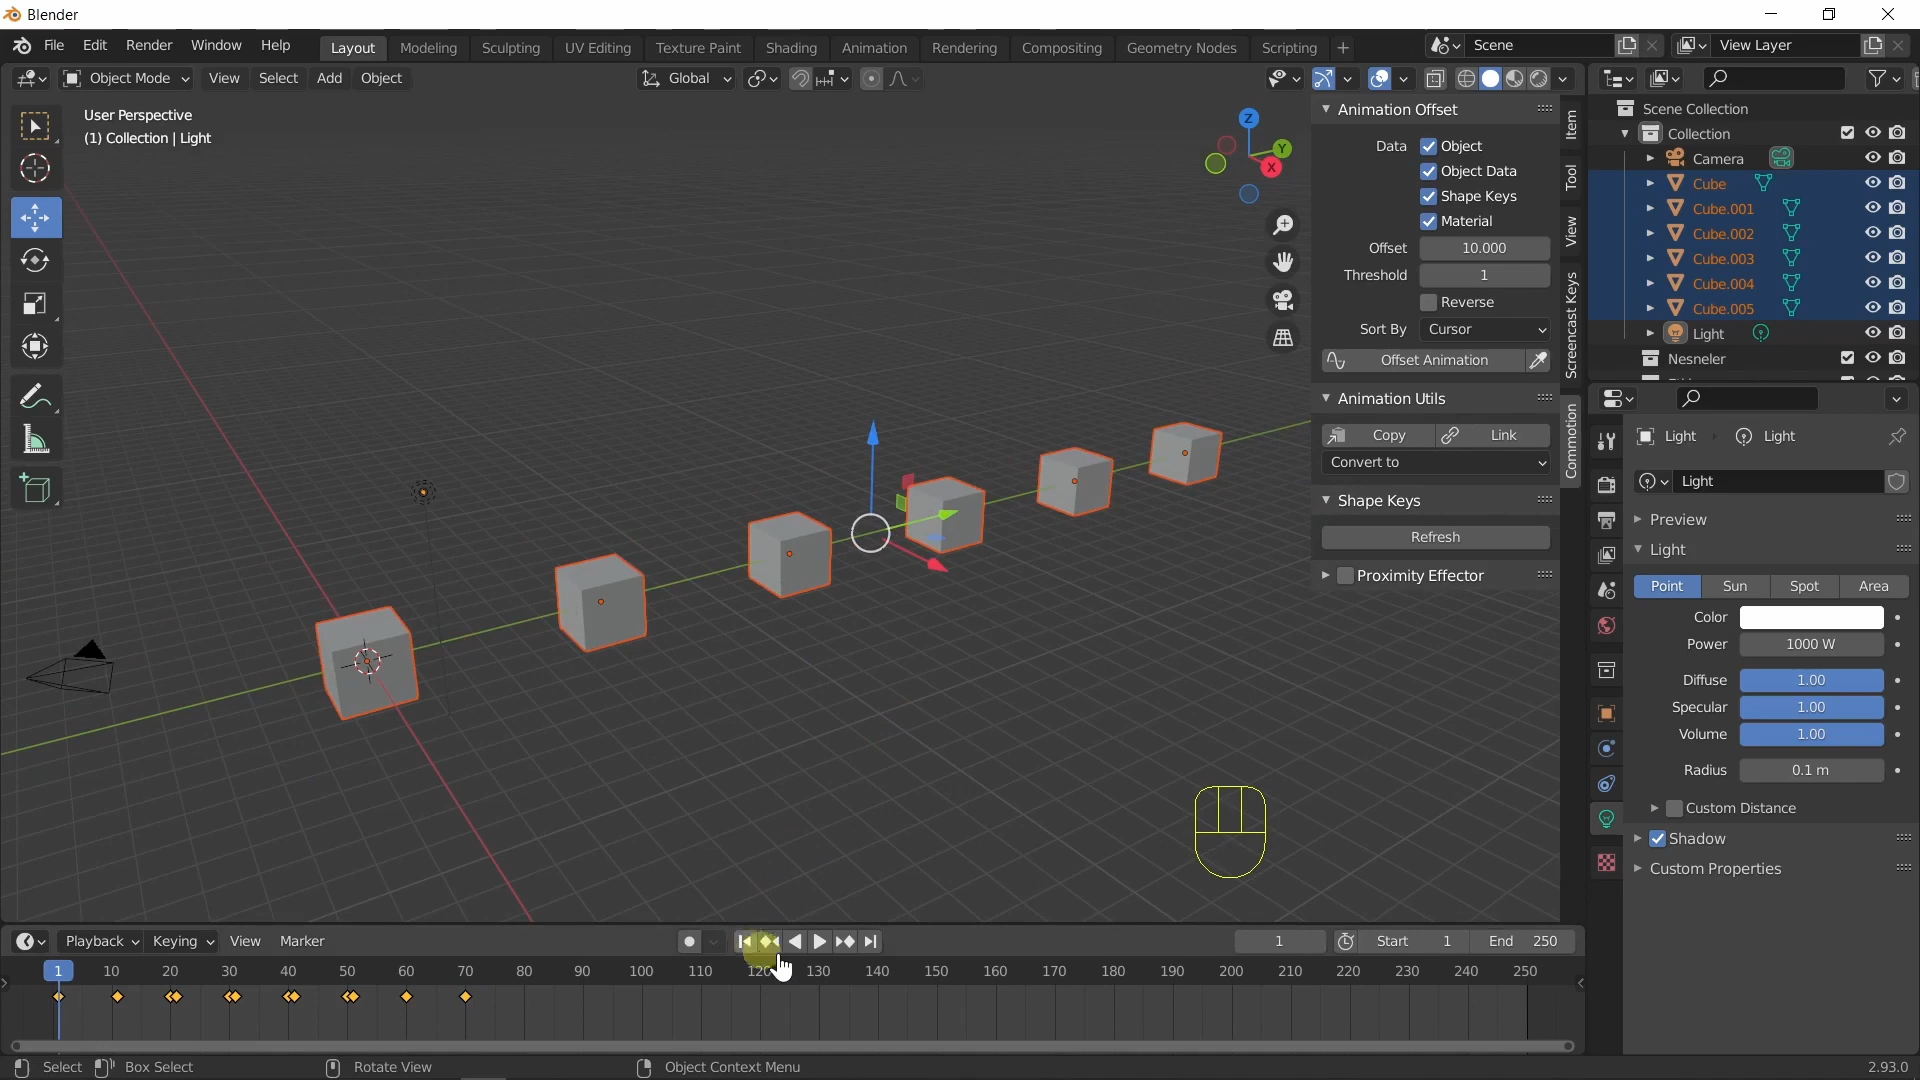 Blender
File Edit Render Window Help Layout Modeling Sculpting UV Editing Texture Paint Shading Animation Rendering Compositing Geometry Nodes Scripting + Scene View Layer
Object Mode View Select Add Object Global
User Perspective
(1) Collection | Light
Z
Y
X
Animation Offset
Data Object
Object Data
Shape Keys
Material
Offset 10.000
Threshold 1
Reverse
Sort By Cursor
Offset Animation
Animation Utils
Copy Link
Convert to
Shape Keys
Refresh
Proximity Effector
Item
Tool
View
Screencast Keys
Commotion
Scene Collection
Collection
Camera
Cube
Cube.001
Cube.002
Cube.003
Cube.004
Cube.005
Light
Nesneler
Light Light
Light
Preview
Light
Point Sun Spot Area
Color
Power 1000 W
Diffuse 1.00
Specular 1.00
Volume 1.00
Radius 0.1 m
Custom Distance
Shadow
Custom Properties
Playback Keying View Marker 1 Start 1 End 250
1 10 20 30 40 50 60 70 80 90 100 110 120 130 140 150 160 170 180 190 200 210 220 230 240 250
Select Box Select Rotate View Object Context Menu 2.93.0